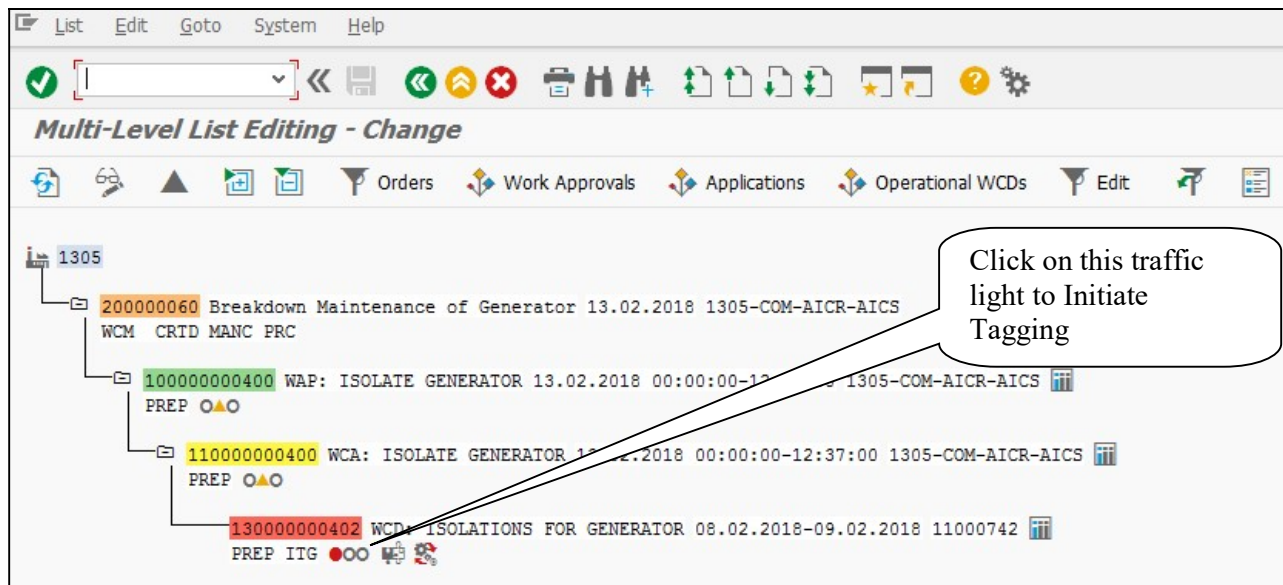 List Edit Goto System Help
Multi-Level List Editing - Change
Orders Work Approvals Applications Operational WCDs Edit
1305
200000060 Breakdown Maintenance of Generator 13.02.2018 1305-COM-AICR-AICS
WCM CRTD MANC PRC
100000000400 WAP: ISOLATE GENERATOR 13.02.2018 00:00:00-12 1305-COM-AICR-AICS
PREP
110000000400 WCA: ISOLATE GENERATOR 2018 00:00:00-12:37:00 1305-COM-AICR-AICS
PREP
130000000402 WCD: ISOLATIONS FOR GENERATOR 08.02.2018-09.02.2018 11000742
PREP ITG
Click on this traffic
light to Initiate
Tagging